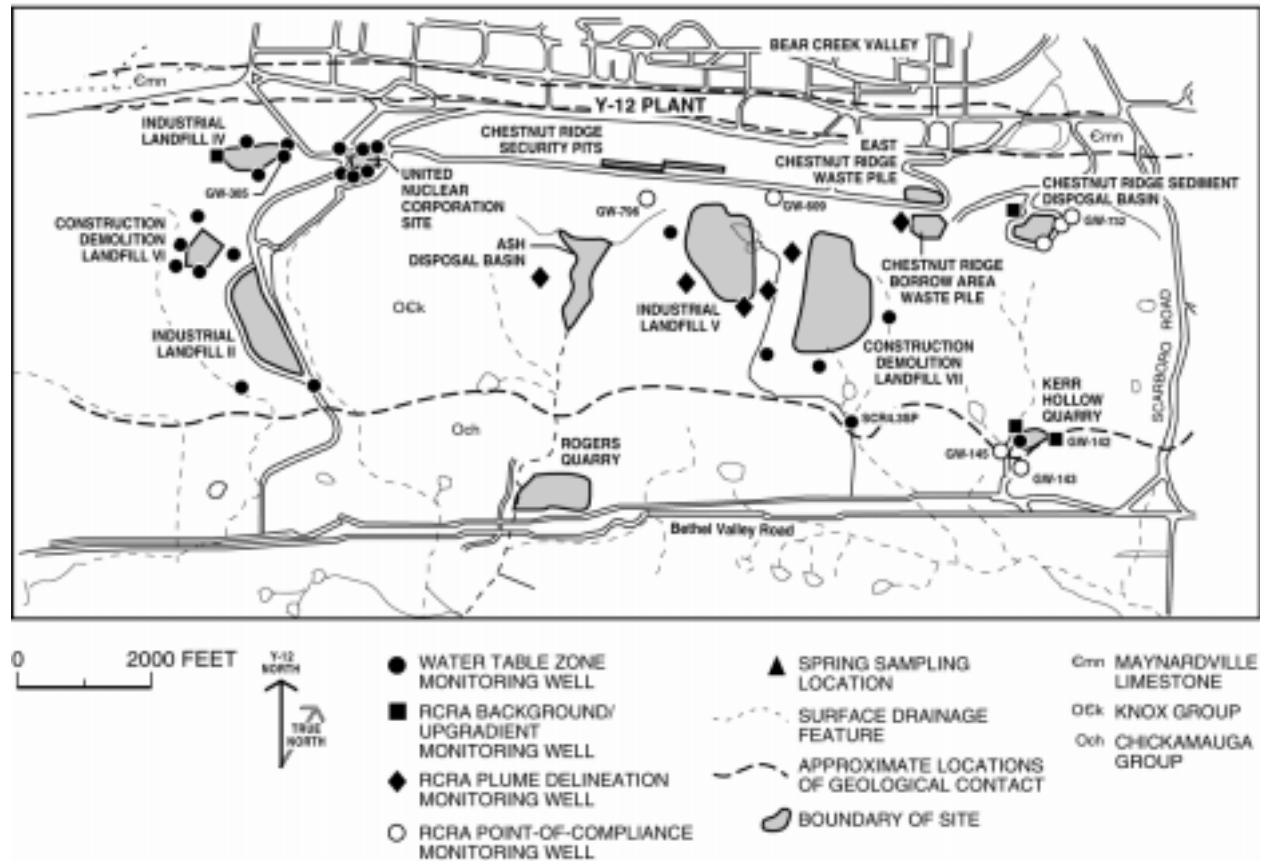 BEAR CREEK VALLEY
Єmn
Y-12 PLANT
INDUSTRIAL
LANDFILL IV
CHESTNUT RIDGE
SECURITY PITS
EAST
CHESTNUT RIDGE
WASTE PILE
Єmn
UNITED
NUCLEAR
CORPORATION
SITE
CHESTNUT RIDGE SEDIMENT
DISPOSAL BASIN
GW-305
GW-796
GW-609
GW-732
CONSTRUCTION
DEMOLITION
LANDFILL VI
ASH
DISPOSAL BASIN
CHESTNUT RIDGE
BORROW AREA
WASTE PILE
OЄk
INDUSTRIAL
LANDFILL V
INDUSTRIAL
LANDFILL II
CONSTRUCTION
DEMOLITION
LANDFILL VII
SCARBORO ROAD
KERR
HOLLOW
QUARRY
SCR1.3SP
Och
ROGERS
QUARRY
GW-142
GW-145
GW-143
Bethel Valley Road
0 2000 FEET
Y-12
NORTH
TRUE
NORTH
WATER TABLE ZONE
MONITORING WELL
RCRA BACKGROUND/
UPGRADIENT
MONITORING WELL
RCRA PLUME DELINEATION
MONITORING WELL
RCRA POINT-OF-COMPLIANCE
MONITORING WELL
SPRING SAMPLING
LOCATION
SURFACE DRAINAGE
FEATURE
APPROXIMATE LOCATIONS
OF GEOLOGICAL CONTACT
BOUNDARY OF SITE
Єmn MAYNARDVILLE
LIMESTONE
OЄk KNOX GROUP
Och CHICKAMAUGA
GROUP